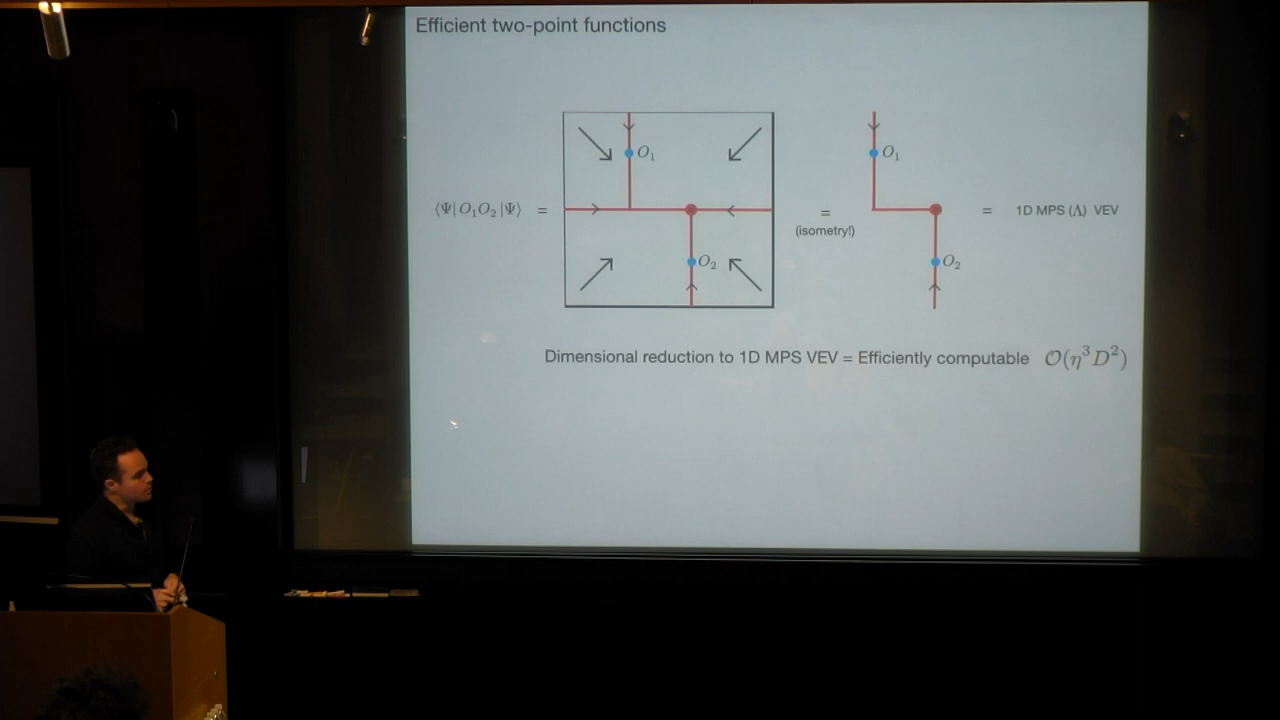 Efficient two-point functions
⟨Ψ| O₁O₂ |Ψ⟩ =
O₁
O₂
=
(isometry!)
O₁
O₂
= 1D MPS (Λ) VEV
Dimensional reduction to 1D MPS VEV = Efficiently computable 𝒪(η³D²)